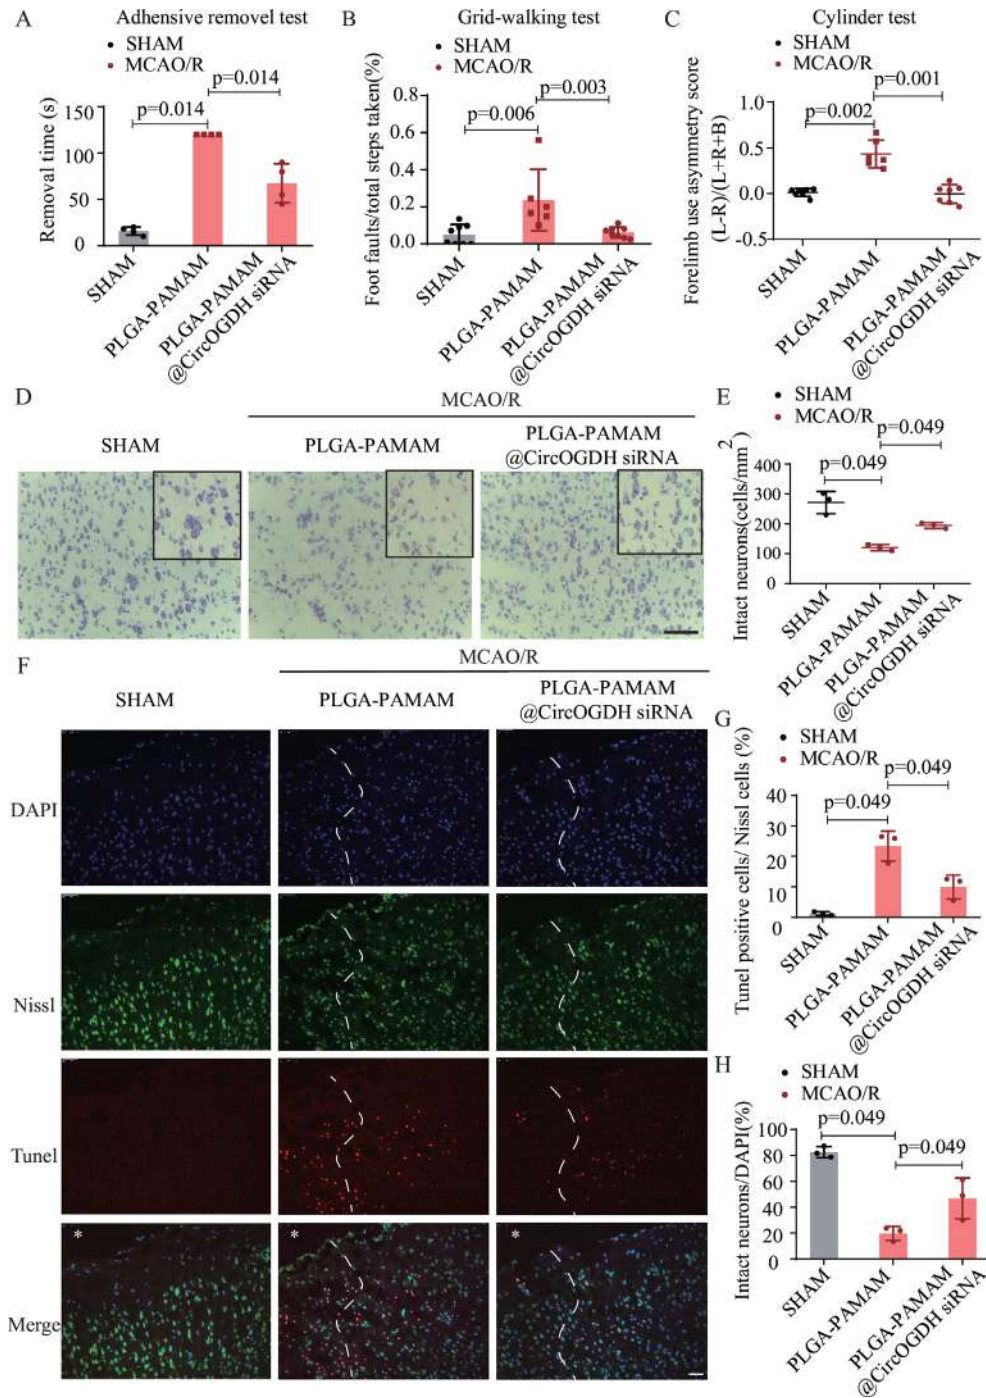 A
Adhensive removel test
SHAM
MCAO/R
p=0.014
p=0.014
Removal time (s)
150
100
50
0
SHAM
PLGA-PAMAM
PLGA-PAMAM
@CircOGDH siRNA
B
Grid-walking test
SHAM
MCAO/R
p=0.003
p=0.006
Foot faults/total steps taken(%)
0.8
0.6
0.4
0.2
0.0
SHAM
PLGA-PAMAM
PLGA-PAMAM
@CircOGDH siRNA
C
Cylinder test
SHAM
MCAO/R
p=0.001
p=0.002
Forelimb use asymmetry score
(L-R)/(L+R+B)
1.0
0.5
0.0
-0.5
SHAM
PLGA-PAMAM
PLGA-PAMAM
@CircOGDH siRNA
D
MCAO/R
SHAM
PLGA-PAMAM
PLGA-PAMAM
@CircOGDH siRNA
E
SHAM
MCAO/R
p=0.049
p=0.049
Intact neurons(cells/mm 2
400
300
200
100
0
SHAM
PLGA-PAMAM
PLGA-PAMAM
@CircOGDH siRNA
F
MCAO/R
SHAM
PLGA-PAMAM
PLGA-PAMAM
@CircOGDH siRNA
DAPI
Nissl
Tunel
Merge
*
*
*
G
SHAM
MCAO/R
p=0.049
p=0.049
Tunel positive cells/ Nissl cells (%)
40
30
20
10
0
SHAM
PLGA-PAMAM
PLGA-PAMAM
@CircOGDH siRNA
H
SHAM
MCAO/R
p=0.049
p=0.049
Intact neurons/DAPI(%)
100
80
60
40
20
0
SHAM
PLGA-PAMAM
PLGA-PAMAM
@CircOGDH siRNA